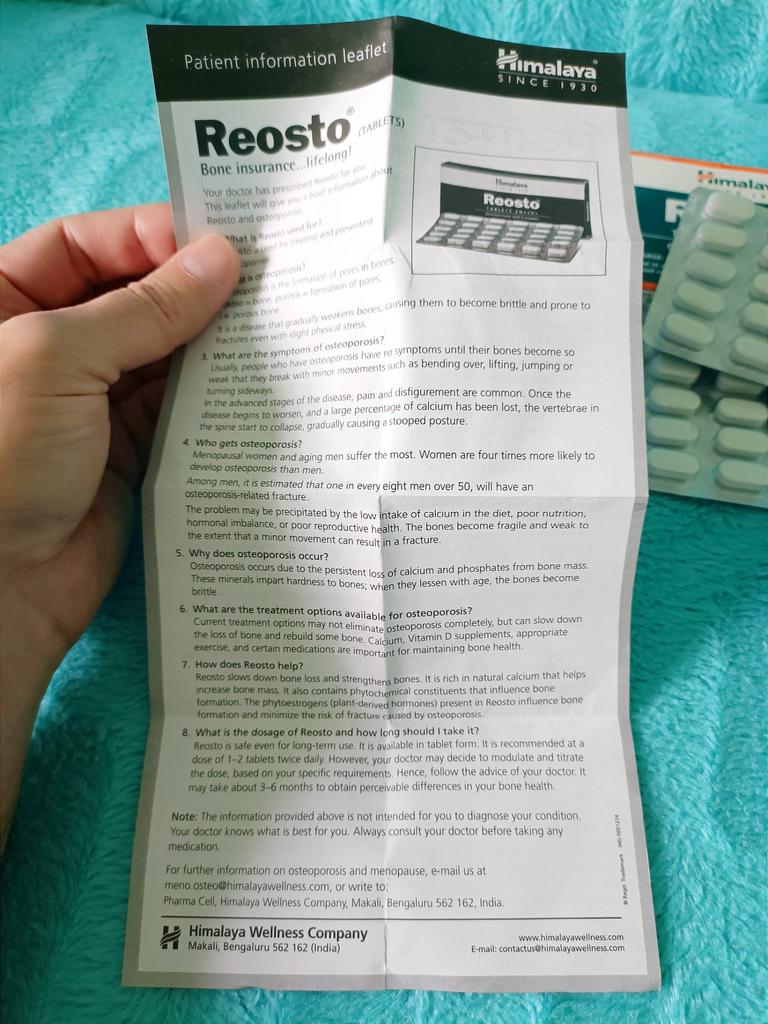 Patient information leaflet
Himalaya®
SINCE 1930
Reosto® (TABLETS)
Bone insurance...lifelong!
Your doctor has prescribed Reosto for you.
This leaflet will give you a brief information about
Reosto and osteoporosis.
What is Reosto used for?
is used for treating and preventing
is osteoporosis?
is the formation of pores in bones.
= bone, porosis = formation of pores,
i.e. porous bone.
It is a disease that gradually weakens bones, causing them to become brittle and prone to
fractures even with slight physical stress.
3. What are the symptoms of osteoporosis?
Usually, people who have osteoporosis have no symptoms until their bones become so
weak that they break with minor movements such as bending over, lifting, jumping or
turning sideways.
In the advanced stages of the disease, pain and disfigurement are common. Once the
disease begins to worsen, and a large percentage of calcium has been lost, the vertebrae in
the spine start to collapse, gradually causing a stooped posture.
4. Who gets osteoporosis?
Menopausal women and aging men suffer the most. Women are four times more likely to
develop osteoporosis than men.
Among men, it is estimated that one in every eight men over 50, will have an
osteoporosis-related fracture.
The problem may be precipitated by the low intake of calcium in the diet, poor nutrition,
hormonal imbalance, or poor reproductive health. The bones become fragile and weak to
the extent that a minor movement can result in a fracture.
5. Why does osteoporosis occur?
Osteoporosis occurs due to the persistent loss of calcium and phosphates from bone mass.
These minerals impart hardness to bones; when they lessen with age, the bones become
brittle.
6. What are the treatment options available for osteoporosis?
Current treatment options may not eliminate osteoporosis completely, but can slow down
the loss of bone and rebuild some bone. Calcium, Vitamin D supplements, appropriate
exercise, and certain medications are important for maintaining bone health.
7. How does Reosto help?
Reosto slows down bone loss and strengthens bones. It is rich in natural calcium that helps
increase bone mass. It also contains phytochemical constituents that influence bone
formation. The phytoestrogens (plant-derived hormones) present in Reosto influence bone
formation and minimize the risk of fracture caused by osteoporosis.
8. What is the dosage of Reosto and how long should I take it?
Reosto is safe even for long-term use. It is available in tablet form. It is recommended at a
dose of 1–2 tablets twice daily. However, your doctor may decide to modulate and titrate
the dose, based on your specific requirements. Hence, follow the advice of your doctor. It
may take about 3–6 months to obtain perceivable differences in your bone health.
Note: The information provided above is not intended for you to diagnose your condition.
Your doctor knows what is best for you. Always consult your doctor before taking any
medication.
For further information on osteoporosis and menopause, e-mail us at
meno.osteo@himalayawellness.com, or write to:
Pharma Cell, Himalaya Wellness Company, Makali, Bengaluru 562 162, India.
® Regd. Trademark
Himalaya Wellness Company
Makali, Bengaluru 562 162 (India)
www.himalayawellness.com
E-mail: contactus@himalayawellness.com
Himalaya
Reosto
Himalay
R